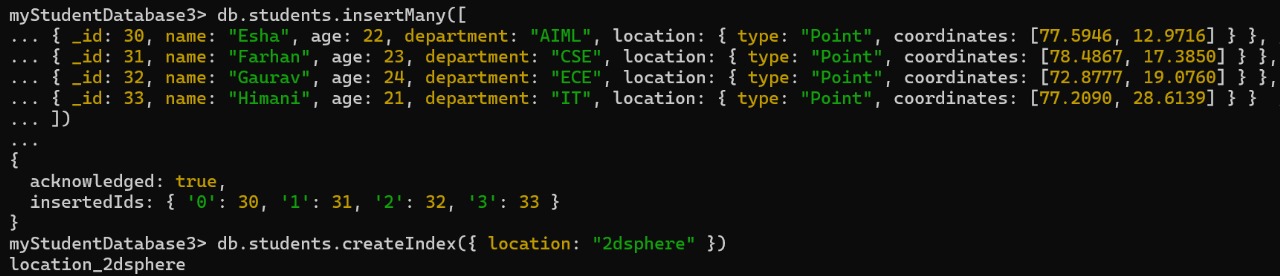 myStudentDatabase3> db.students.insertMany([
... { _id: 30, name: "Esha", age: 22, department: "AIML", location: { type: "Point", coordinates: [77.5946, 12.9716] } },
... { _id: 31, name: "Farhan", age: 23, department: "CSE", location: { type: "Point", coordinates: [78.4867, 17.3850] } },
... { _id: 32, name: "Gaurav", age: 24, department: "ECE", location: { type: "Point", coordinates: [72.8777, 19.0760] } },
... { _id: 33, name: "Himani", age: 21, department: "IT", location: { type: "Point", coordinates: [77.2090, 28.6139] } }
... ])
...
{
  acknowledged: true,
  insertedIds: { '0': 30, '1': 31, '2': 32, '3': 33 }
}
myStudentDatabase3> db.students.createIndex({ location: "2dsphere" })
location_2dsphere